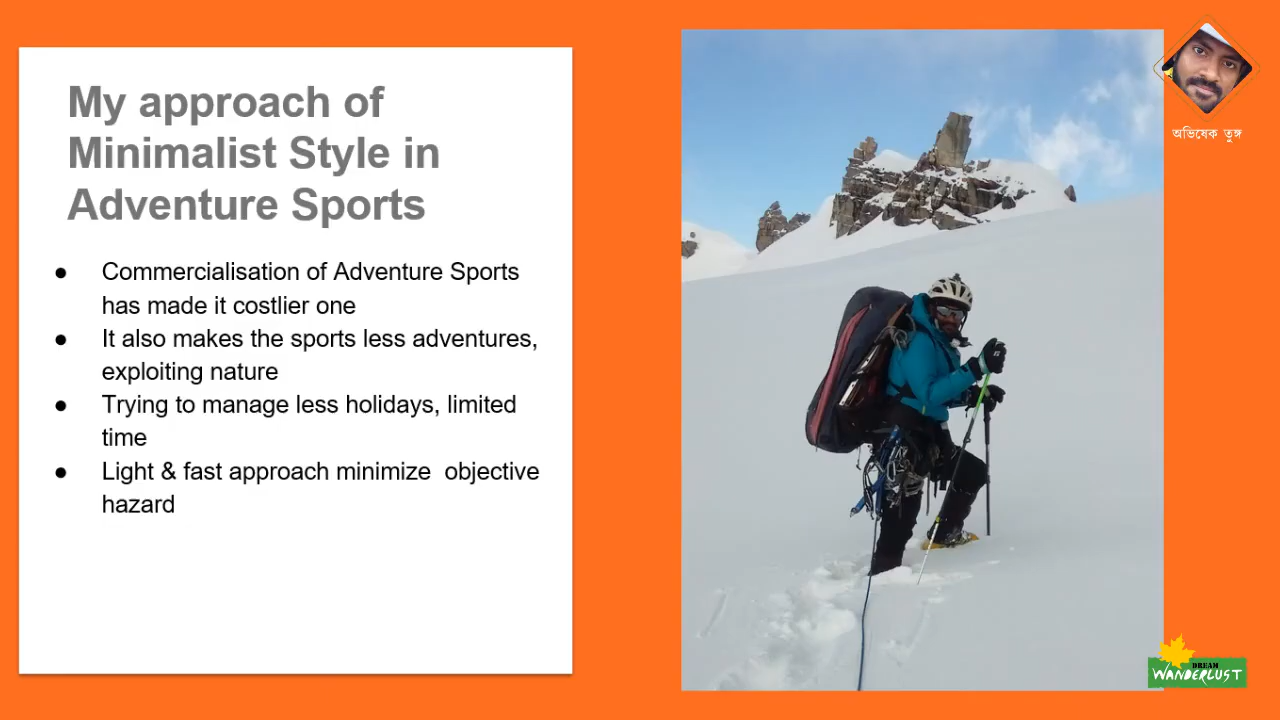 My approach of
Minimalist Style in
Adventure Sports
● Commercialisation of Adventure Sports
has made it costlier one
● It also makes the sports less adventures,
exploiting nature
● Trying to manage less holidays, limited
time
● Light & fast approach minimize objective
hazard
অভিষেক তুঙ্গ
DREAM
WANDERLUST